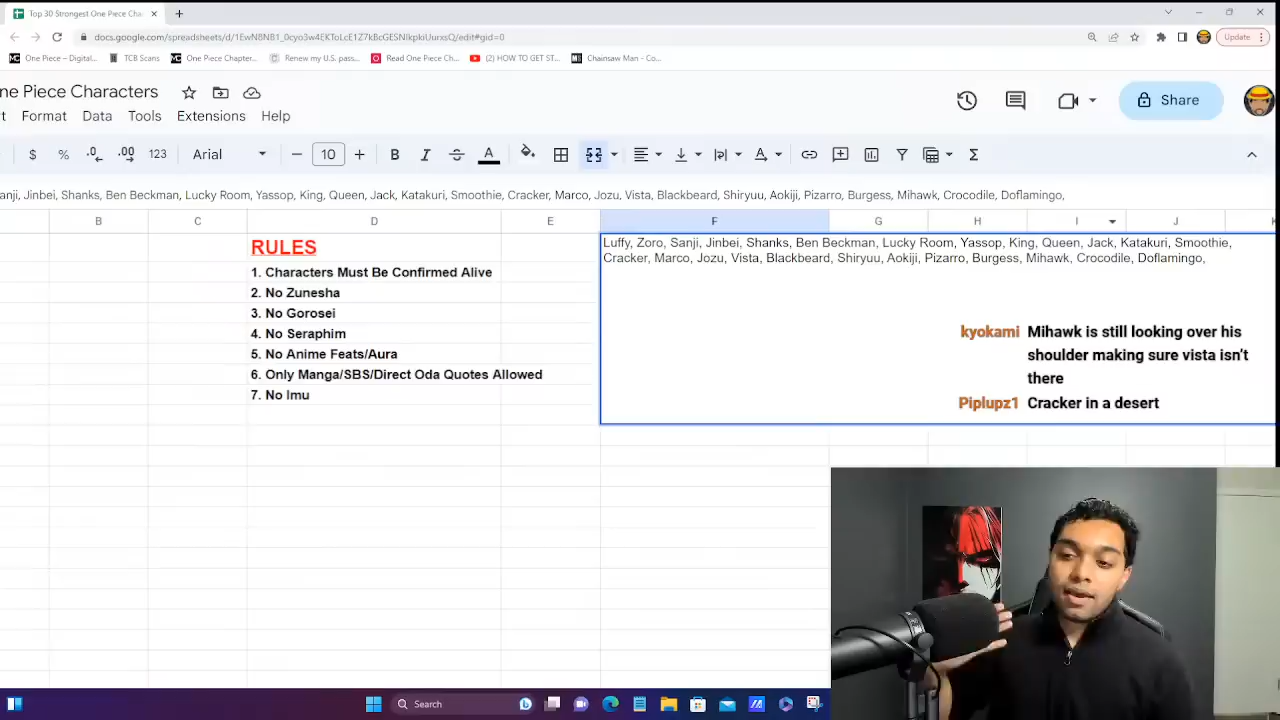 Top 30 Strongest One Piece Cha
docs.google.com/spreadsheets/d/1EwN8NB1_0cyo3w4EKToLcE1Z7kBcGESNIkploUurxsQ/edit#gid=0
Update
One Piece – Digital...
TCB Scans
One Piece Chapter...
Renew my U.S. pass...
Read One Piece Ch...
(2) HOW TO GET ST...
Chainsaw Man - Co...
ne Piece Characters
Share
t Format Data Tools Extensions Help
$ % .0 .00 123 Arial 10 B I A
anji, Jinbei, Shanks, Ben Beckman, Lucky Room, Yassop, King, Queen, Jack, Katakuri, Smoothie, Cracker, Marco, Jozu, Vista, Blackbeard, Shiryuu, Aokiji, Pizarro, Burgess, Mihawk, Crocodile, Doflamingo,
B C D E F G H I J K
RULES
1. Characters Must Be Confirmed Alive
2. No Zunesha
3. No Gorosei
4. No Seraphim
5. No Anime Feats/Aura
6. Only Manga/SBS/Direct Oda Quotes Allowed
7. No Imu
Luffy, Zoro, Sanji, Jinbei, Shanks, Ben Beckman, Lucky Room, Yassop, King, Queen, Jack, Katakuri, Smoothie,
Cracker, Marco, Jozu, Vista, Blackbeard, Shiryuu, Aokiji, Pizarro, Burgess, Mihawk, Crocodile, Doflamingo,
kyokami Mihawk is still looking over his
shoulder making sure vista isn't
there
Piplupz1 Cracker in a desert
Search